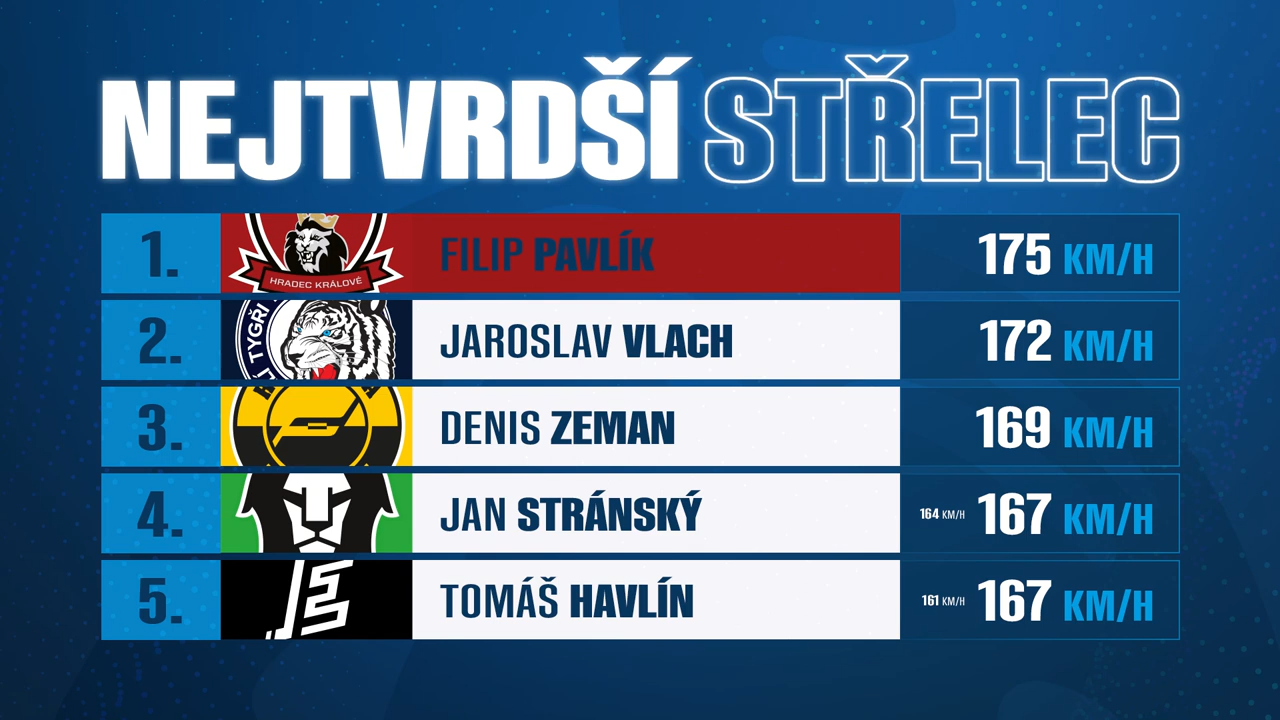 NEJTVRDŠÍ STŘELEC
1. HRADEC KRÁLOVÉ FILIP PAVLÍK 175 KM/H
2. TYGŘI JAROSLAV VLACH 172 KM/H
3. DENIS ZEMAN 169 KM/H
4. JAN STRÁNSKÝ 164 KM/H 167 KM/H
5. TOMÁŠ HAVLÍN 161 KM/H 167 KM/H